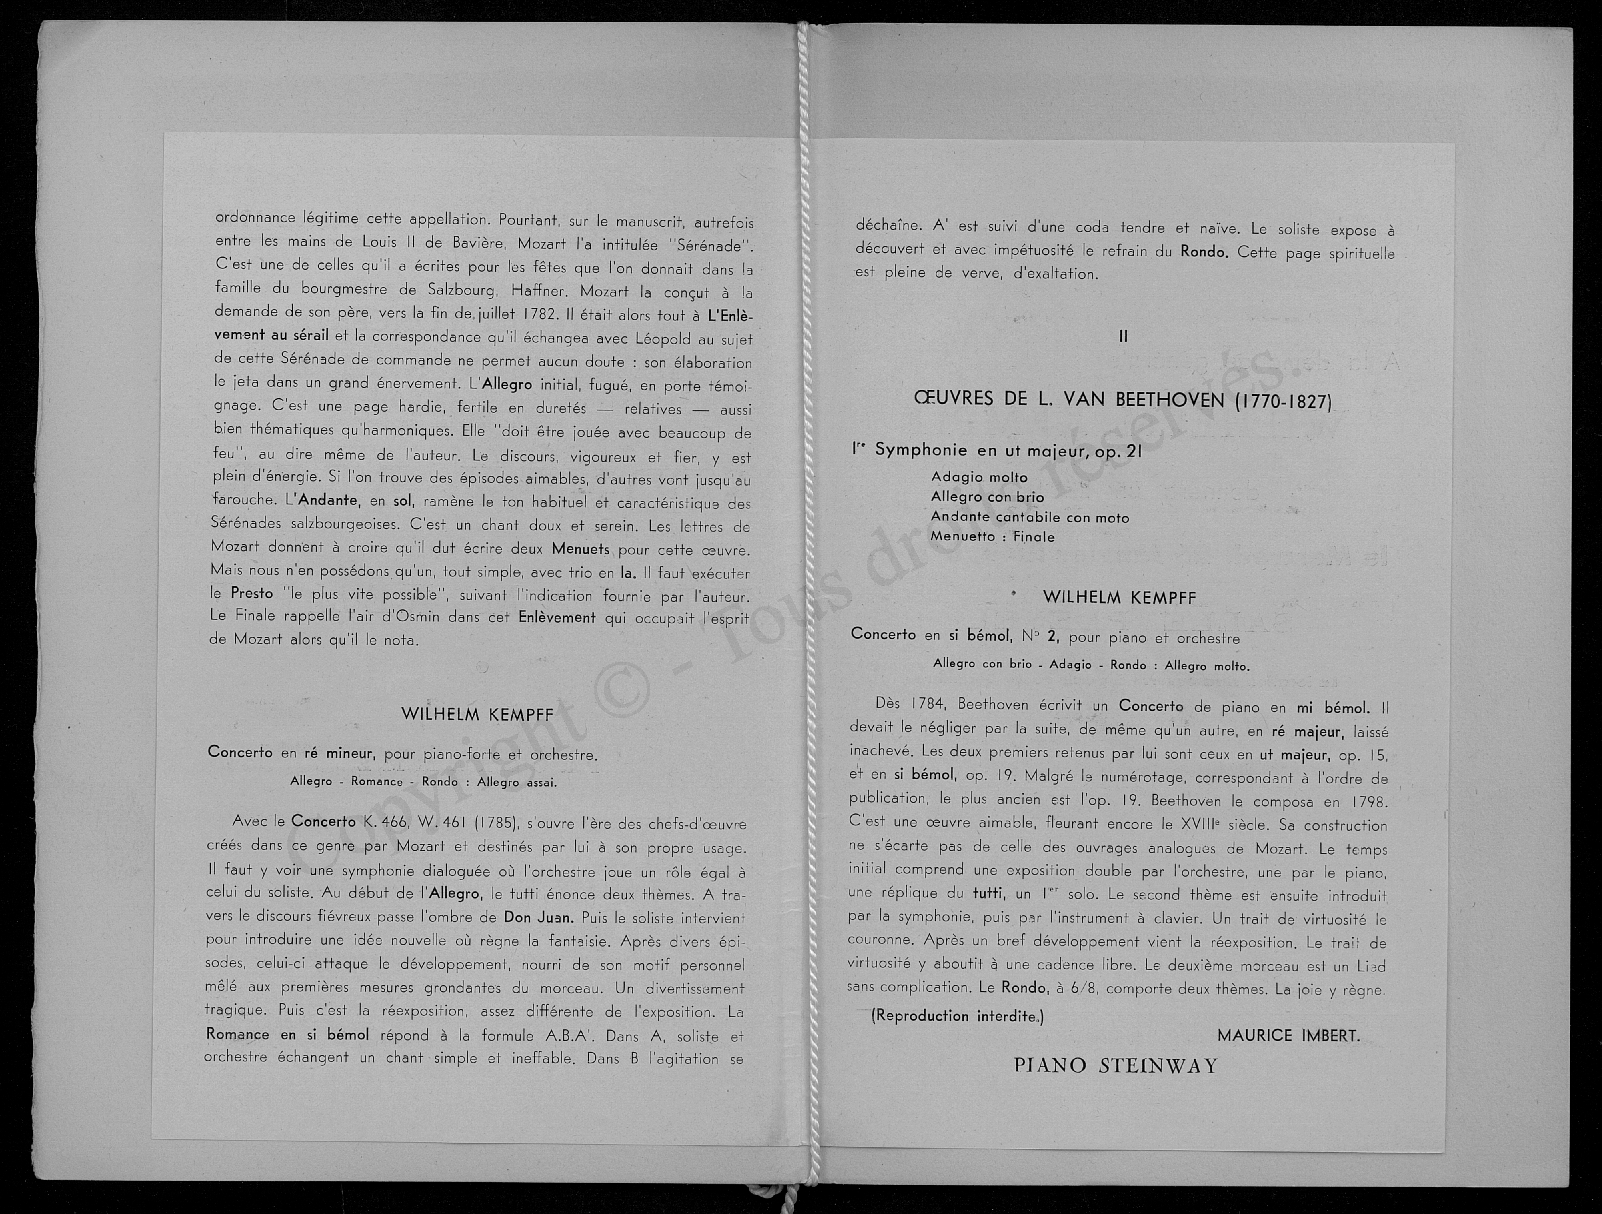 ordonnance légitime cette appellation. Pourtant, sur le manuscrit, autrefois
entre les mains de Louis II de Bavière, Mozart l'a intitulée "Sérénade".
C'est une de celles qu'il a écrites pour les fêtes que l'on donnait dans la
famille du bourgmestre de Salzbourg, Haffner. Mozart la conçut à la
demande de son père, vers la fin de juillet 1782. Il était alors tout à L'Enlè-
vement au sérail et la correspondance qu'il échangea avec Léopold au sujet
de cette Sérénade de commande ne permet aucun doute : son élaboration
le jeta dans un grand énervement. L'Allegro initial, fugué, en porte témoi-
gnage. C'est une page hardie, fertile en duretés — relatives — aussi
bien thématiques qu'harmoniques. Elle "doit être jouée avec beaucoup de
feu", au dire même de l'auteur. Le discours, vigoureux et fier, y est
plein d'énergie. Si l'on trouve des épisodes aimables, d'autres vont jusqu'au
farouche. L'Andante, en sol, ramène le ton habituel et caractéristique des
Sérénades salzbourgeoises. C'est un chant doux et serein. Les lettres de
Mozart donnent à croire qu'il dut écrire deux Menuets pour cette œuvre.
Mais nous n'en possédons qu'un, tout simple, avec trio en la. Il faut exécuter
le Presto "le plus vite possible", suivant l'indication fournie par l'auteur.
Le Finale rappelle l'air d'Osmin dans cet Enlèvement qui occupait l'esprit
de Mozart alors qu'il le nota.
WILHELM KEMPFF
Concerto en ré mineur, pour piano-forte et orchestre.
Allegro - Romance - Rondo : Allegro assai.
Avec le Concerto K. 466, W. 461 (1785), s'ouvre l'ère des chefs-d'œuvre
créés dans ce genre par Mozart et destinés par lui à son propre usage.
Il faut y voir une symphonie dialoguée où l'orchestre joue un rôle égal à
celui du soliste. Au début de l'Allegro, le tutti énonce deux thèmes. A tra-
vers le discours fiévreux passe l'ombre de Don Juan. Puis le soliste intervient
pour introduire une idée nouvelle où règne la fantaisie. Après divers épi-
sodes, celui-ci attaque le développement, nourri de son motif personnel
mêlé aux premières mesures grondantes du morceau. Un divertissement
tragique. Puis c'est la réexposition, assez différente de l'exposition. La
Romance en si bémol répond à la formule A.B.A'. Dans A, soliste et
orchestre échangent un chant simple et ineffable. Dans B l'agitation se
déchaîne. A' est suivi d'une coda tendre et naïve. Le soliste expose à
découvert et avec impétuosité le refrain du Rondo. Cette page spirituelle
est pleine de verve, d'exaltation.
II
ŒUVRES DE L. VAN BEETHOVEN (1770-1827)
1re Symphonie en ut majeur, op. 21
Adagio molto
Allegro con brio
Andante cantabile con moto
Menuetto : Finale
WILHELM KEMPFF
Concerto en si bémol, No 2, pour piano et orchestre
Allegro con brio - Adagio - Rondo : Allegro molto.
Dès 1784, Beethoven écrivit un Concerto de piano en mi bémol. Il
devait le négliger par la suite, de même qu'un autre, en ré majeur, laissé
inachevé. Les deux premiers retenus par lui sont ceux en ut majeur, op. 15,
et en si bémol, op. 19. Malgré le numérotage, correspondant à l'ordre de
publication, le plus ancien est l'op. 19. Beethoven le composa en 1798.
C'est une œuvre aimable, fleurant encore le XVIIIe siècle. Sa construction
ne s'écarte pas de celle des ouvrages analogues de Mozart. Le temps
initial comprend une exposition double par l'orchestre, une par le piano,
une réplique du tutti, un 1er solo. Le second thème est ensuite introduit
par la symphonie, puis par l'instrument à clavier. Un trait de virtuosité le
couronne. Après un bref développement vient la réexposition. Le trait de
virtuosité y aboutit à une cadence libre. Le deuxième morceau est un Lied
sans complication. Le Rondo, à 6/8, comporte deux thèmes. La joie y règne.
(Reproduction interdite.)
MAURICE IMBERT.
PIANO STEINWAY
Copyright © - Tous droits réservés.